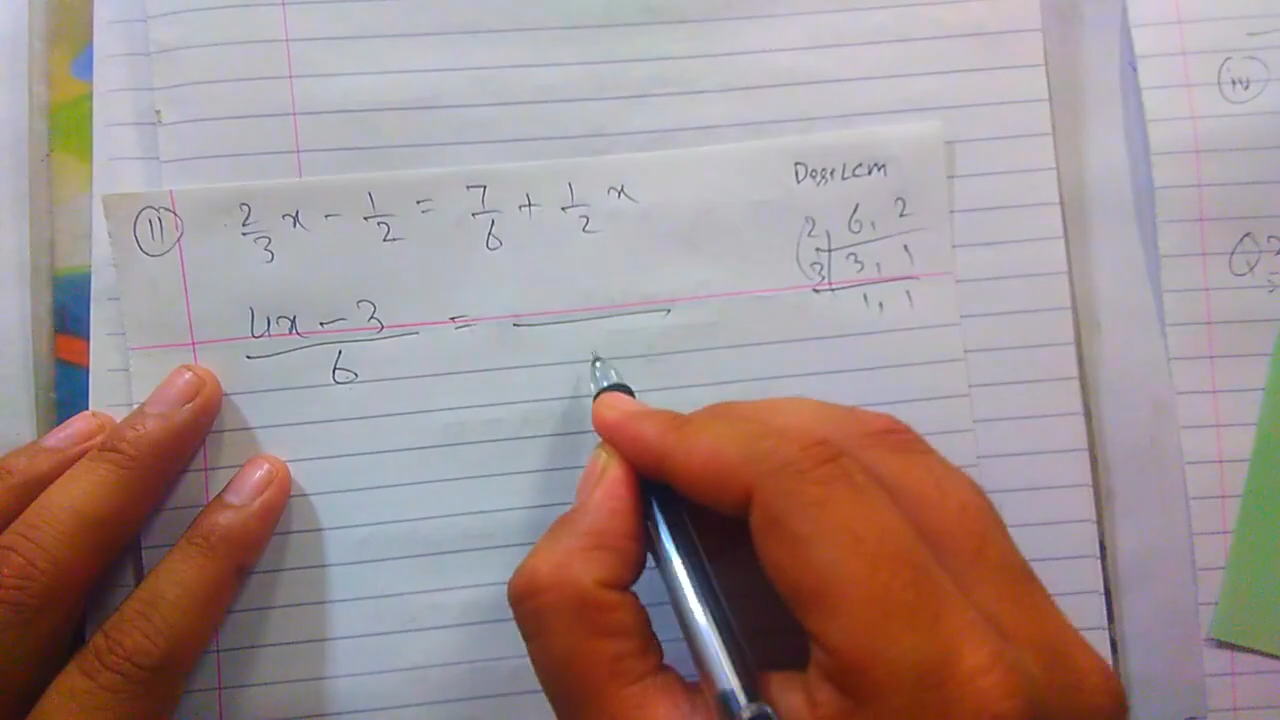 (11) 2/3 x - 1/2 = 7/6 + 1/2 x
4x - 3 / 6 =
LCM
2, 6, 2
3 | 3, 1
1, 1
iv
Q